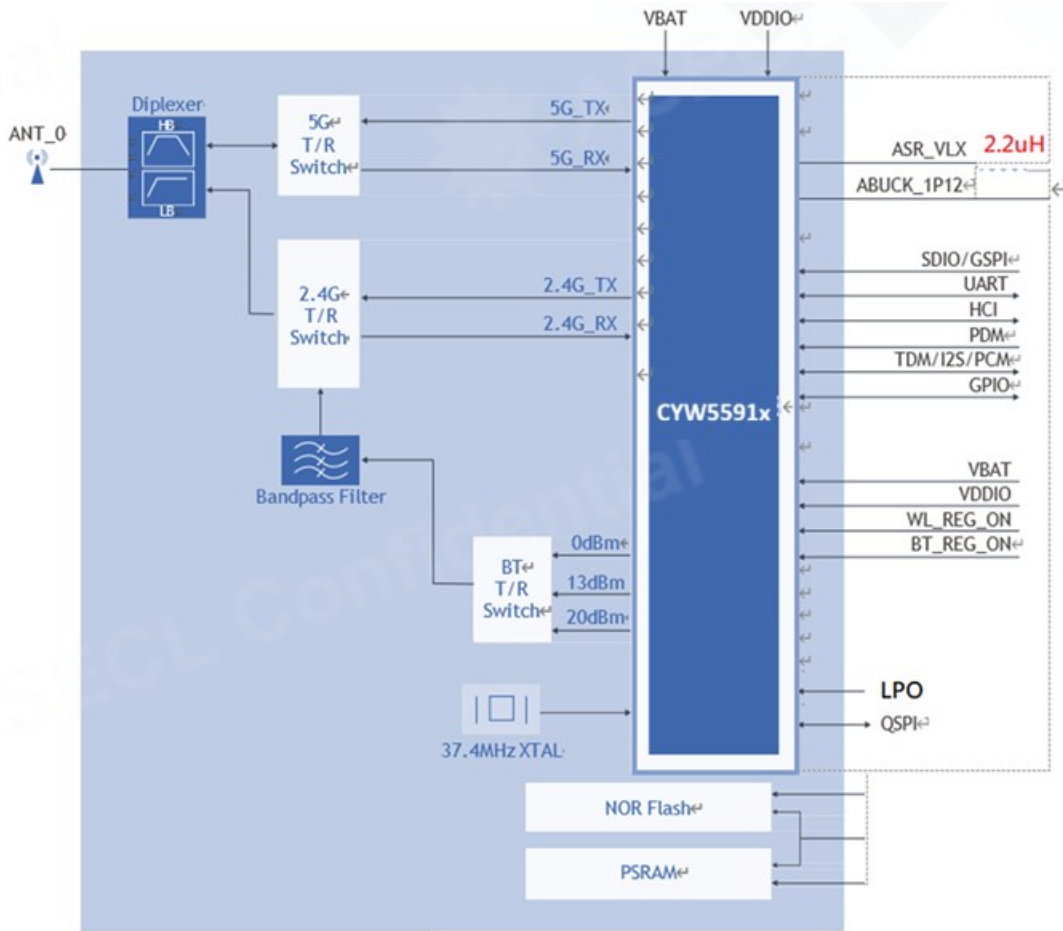 VBAT
VDDIO
Diplexer
HB
LB
ANT_0
5G
T/R
Switch
5G_TX
5G_RX
2.4G
T/R
Switch
2.4G_TX
2.4G_RX
Bandpass Filter
BT
T/R
Switch
0dBm
13dBm
20dBm
37.4MHz XTAL
CYW5591x
ASR_VLX
2.2uH
ABUCK_1P12
SDIO/GSPI
UART
HCI
PDM
TDM/I2S/PCM
GPIO
VBAT
VDDIO
WL_REG_ON
BT_REG_ON
LPO
QSPI
NOR Flash
PSRAM
SECL Confidential